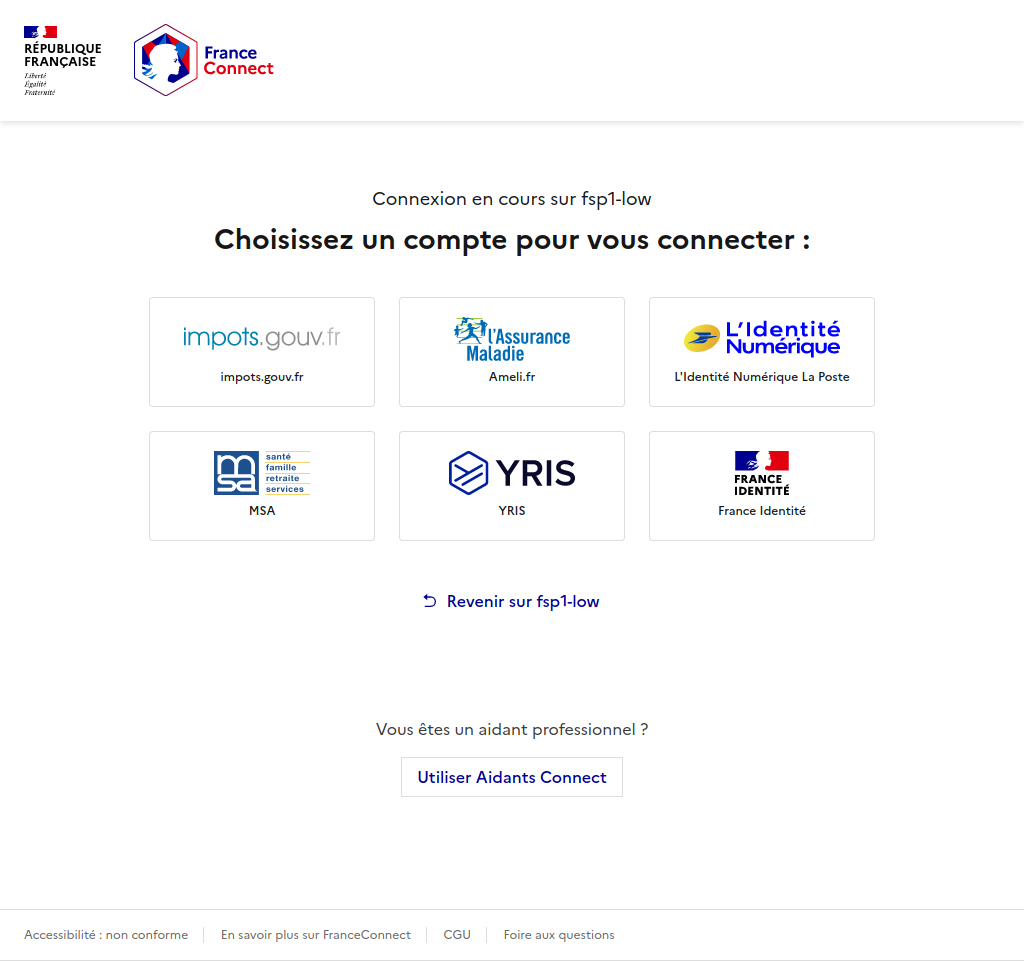 RÉPUBLIQUE
FRANÇAISE
Liberté
Égalité
Fraternité
France
Connect
Connexion en cours sur fsp1-low
Choisissez un compte pour vous connecter :
impots.gouv.fr
impots.gouv.fr
l'Assurance
Maladie
Ameli.fr
L'Identité
Numérique
L'Identité Numérique La Poste
msa
santé
famille
retraite
services
MSA
YRIS
YRIS
FRANCE
IDENTITÉ
France Identité
Revenir sur fsp1-low
Vous êtes un aidant professionnel ?
Utiliser Aidants Connect
Accessibilité : non conforme
En savoir plus sur FranceConnect
CGU
Foire aux questions